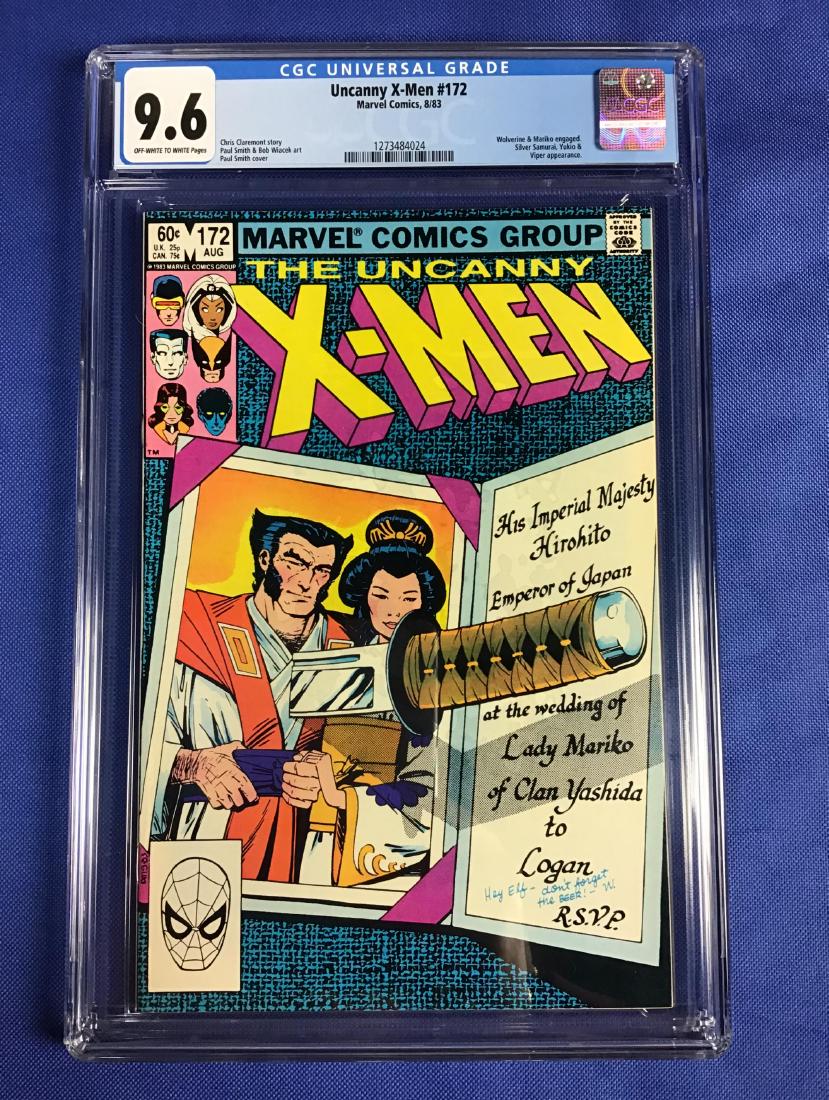 CGC UNIVERSAL GRADE
9.6
OFF-WHITE TO WHITE Pages
Uncanny X-Men #172
Marvel Comics, 8/83
Chris Claremont story
Paul Smith & Bob Wiacek art
Paul Smith cover
1273484024
Wolverine & Mariko engaged.
Silver Samurai, Yukio &
Viper appearance.
CGC
60¢
U.K. 25p
CAN. 75¢
172
AUG
© 1983 MARVEL COMICS GROUP
MARVEL® COMICS GROUP
APPROVED
BY THE
COMICS
CODE
AUTHORITY
THE UNCANNY
X-MEN
TM
His Imperial Majesty
Hirohito
Emperor of Japan
at the wedding of
Lady Mariko
of Clan Yashida
to
Logan
Hey Elf - don't forget
the BEER! - W.
R.S.V.P.